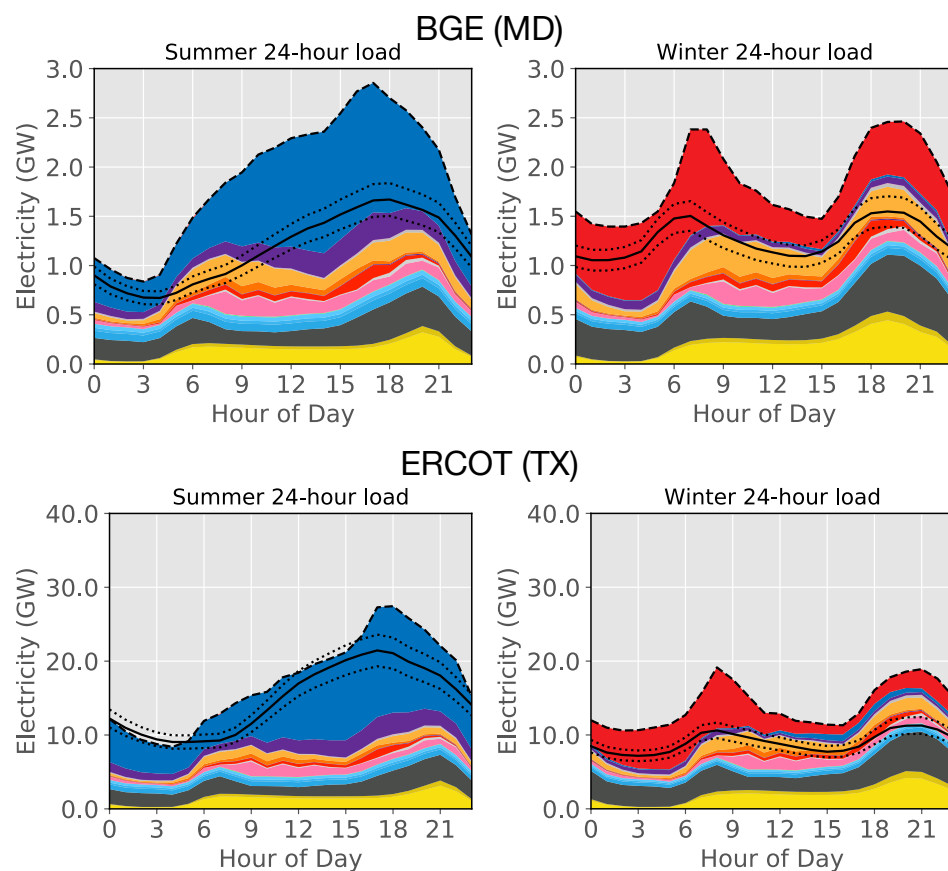 BGE (MD)
Summer 24-hour load
Winter 24-hour load
Electricity (GW)
3.0
2.5
2.0
1.5
1.0
0.5
0.0
0 3 6 9 12 15 18 21
Hour of Day
Electricity (GW)
3.0
2.5
2.0
1.5
1.0
0.5
0.0
0 3 6 9 12 15 18 21
Hour of Day
ERCOT (TX)
Summer 24-hour load
Winter 24-hour load
Electricity (GW)
40.0
30.0
20.0
10.0
0.0
0 3 6 9 12 15 18 21
Hour of Day
Electricity (GW)
40.0
30.0
20.0
10.0
0.0
0 3 6 9 12 15 18 21
Hour of Day